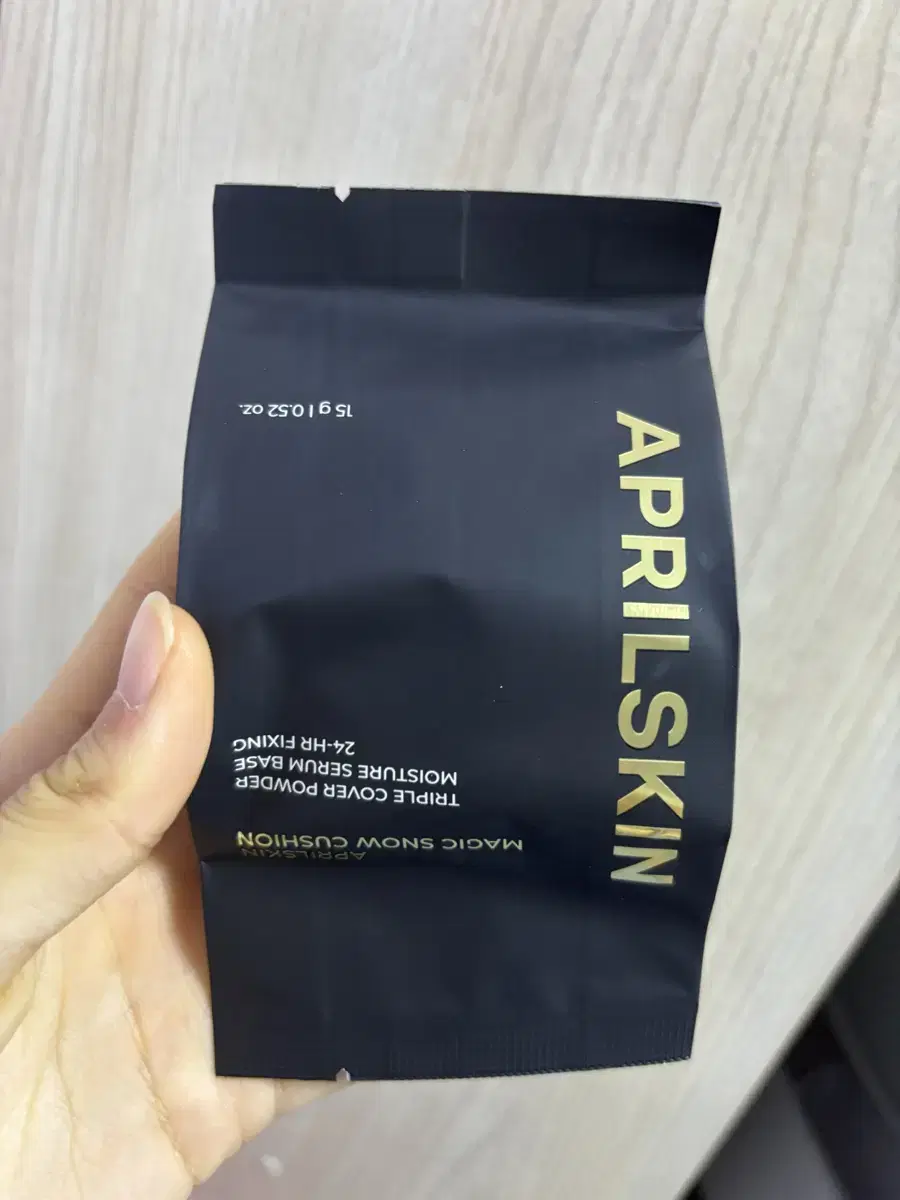 APRILSKIN
APRILSKIN
MAGIC SNOW CUSHION
TRIPLE COVER POWDER
MOISTURE SERUM BASE
24-HR FIXING
15 g | 0.52 oz.